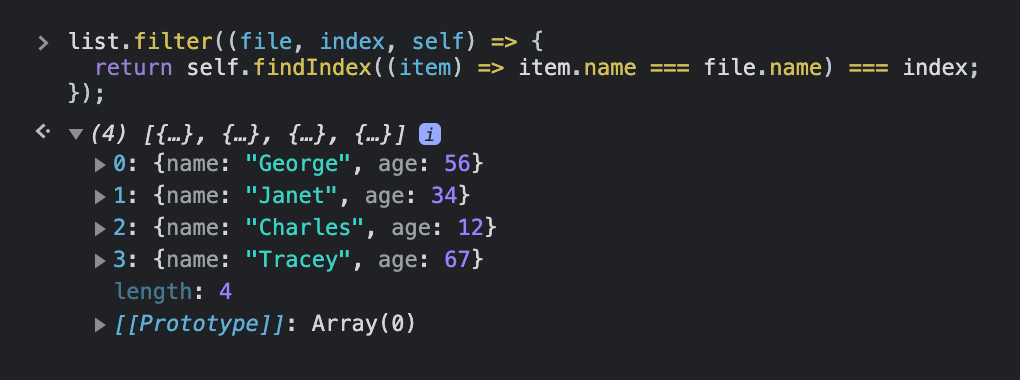 > list.filter((file, index, self) => {
return self.findIndex((item) => item.name === file.name) === index;
});
(4) [{…}, {…}, {…}, {…}] i
0: {name: "George", age: 56}
1: {name: "Janet", age: 34}
2: {name: "Charles", age: 12}
3: {name: "Tracey", age: 67}
length: 4
[[Prototype]]: Array(0)